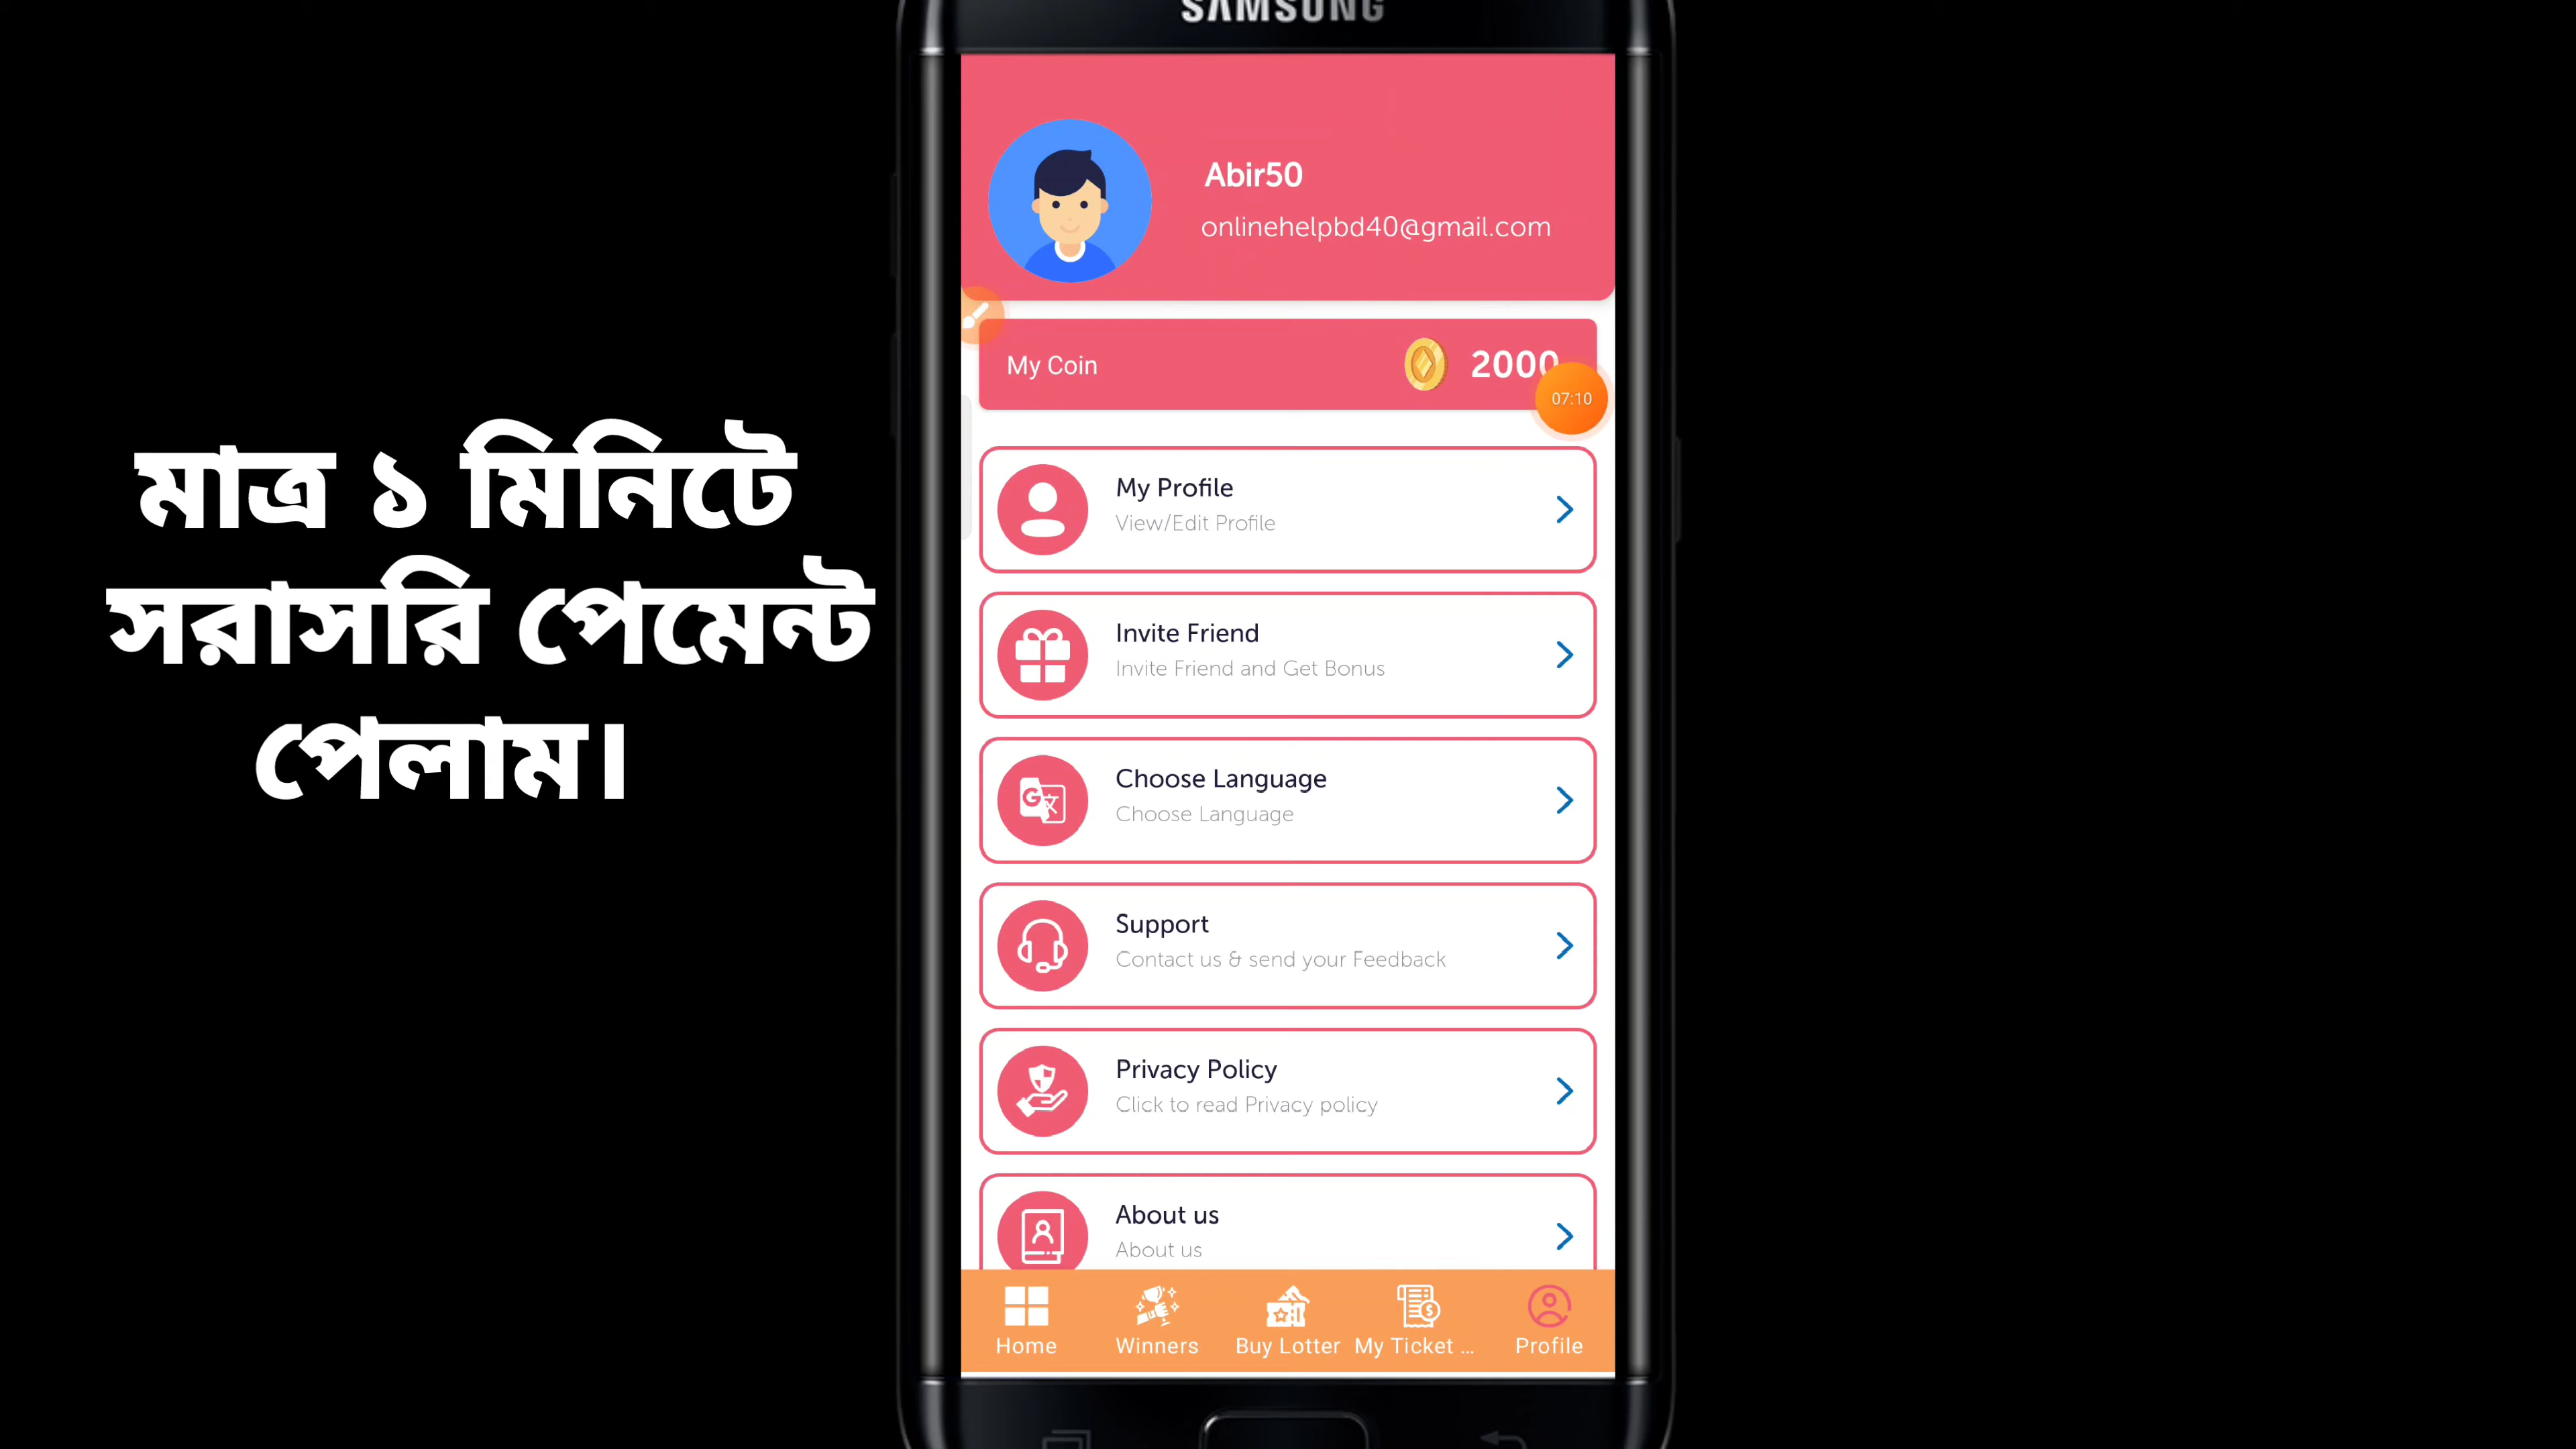 SAMSUNG
Abir50
onlinehelpbd40@gmail.com
My Coin
2000
07:10
মাত্র ১ মিনিটে
সরাসরি পেমেন্ট
পেলাম।
My Profile
View/Edit Profile
Invite Friend
Invite Friend and Get Bonus
Choose Language
Choose Language
Support
Contact us & send your Feedback
Privacy Policy
Click to read Privacy policy
About us
About us
Home
Winners
Buy Lotter
My Ticket ...
Profile